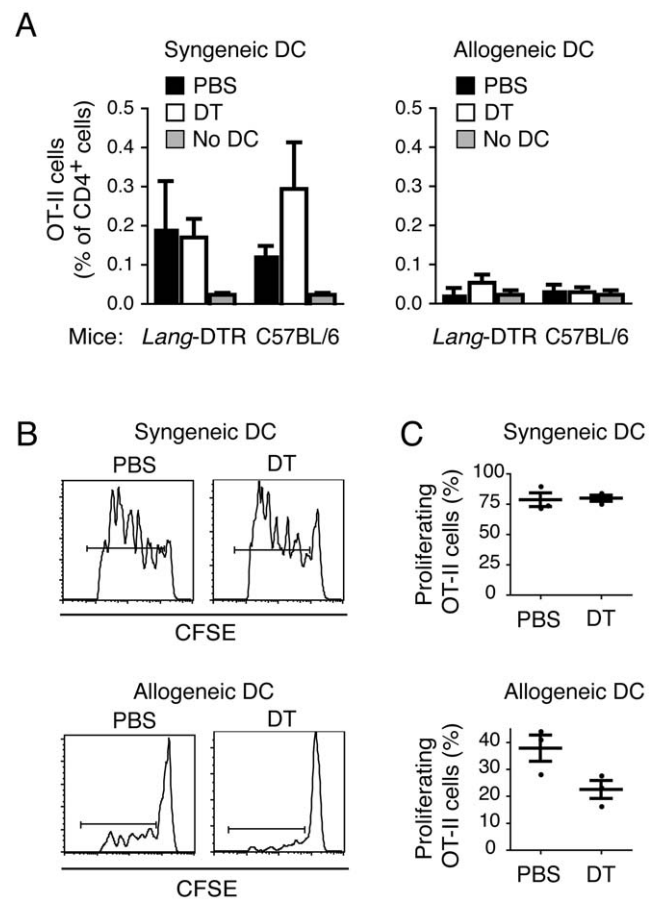 A
Syngeneic DC
PBS
DT
No DC
OT-II cells
(% of CD4+ cells)
0.5
0.4
0.3
0.2
0.1
0.0
Mice: Lang-DTR C57BL/6
Allogeneic DC
PBS
DT
No DC
0.5
0.4
0.3
0.2
0.1
0.0
Lang-DTR C57BL/6
B
Syngeneic DC
PBS
DT
CFSE
Allogeneic DC
PBS
DT
CFSE
C
Syngeneic DC
Proliferating
OT-II cells (%)
100
75
50
25
0
PBS
DT
Allogeneic DC
Proliferating
OT-II cells (%)
40
30
20
10
0
PBS
DT